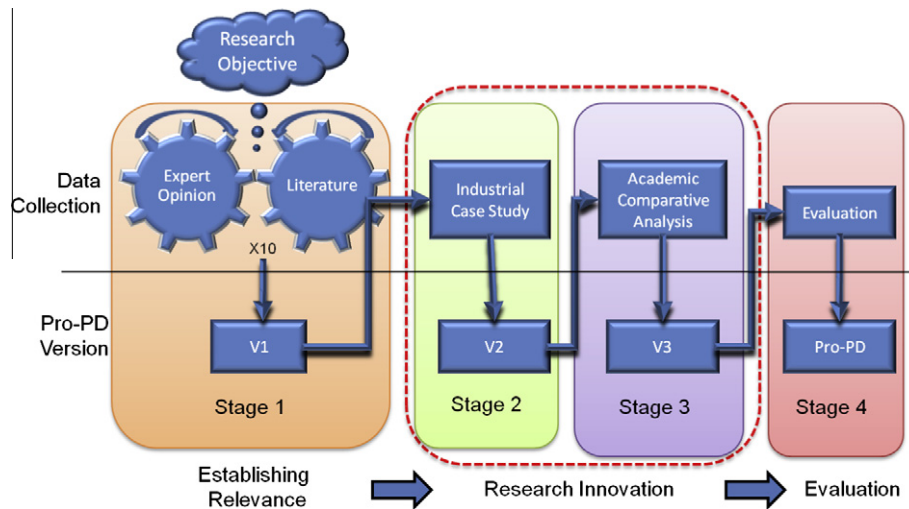 Research
Objective
Data
Collection
Expert
Opinion
Literature
Industrial
Case Study
Academic
Comparative
Analysis
Evaluation
X10
Pro-PD
Version
V1
V2
V3
Pro-PD
Stage 1
Stage 2
Stage 3
Stage 4
Establishing
Relevance
Research Innovation
Evaluation